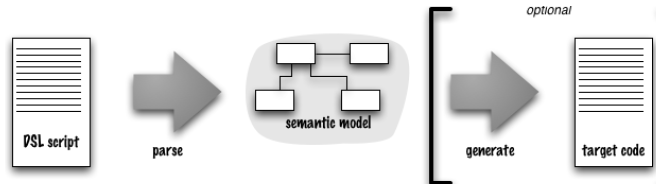 optional
DSL script
parse
semantic model
generate
target code